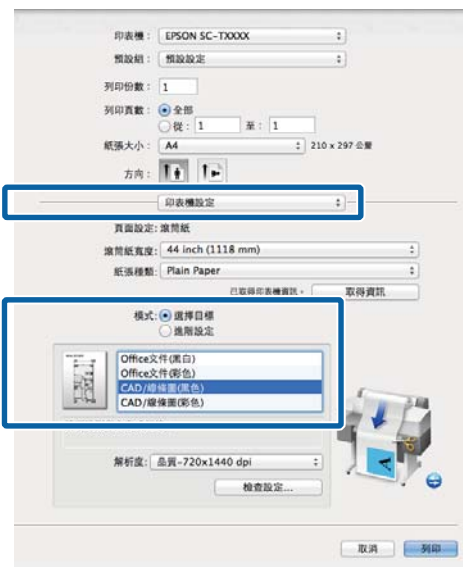 印表機： EPSON SC-TXXXX
預設組： 預設設定
列印份數： 1
列印頁數： 全部
從： 1 至： 1
紙張大小： A4 210 x 297 公釐
方向：
印表機設定
頁面設定： 滾筒紙
滾筒紙寬度： 44 inch (1118 mm)
紙張種類： Plain Paper
已取得印表機資訊。 取得資訊
模式： 選擇目標
進階設定
Office文件(黑白)
Office文件(彩色)
CAD/線條圖(黑色)
CAD/線條圖(彩色)
解析度： 品質-720x1440 dpi
檢查設定...
取消 列印